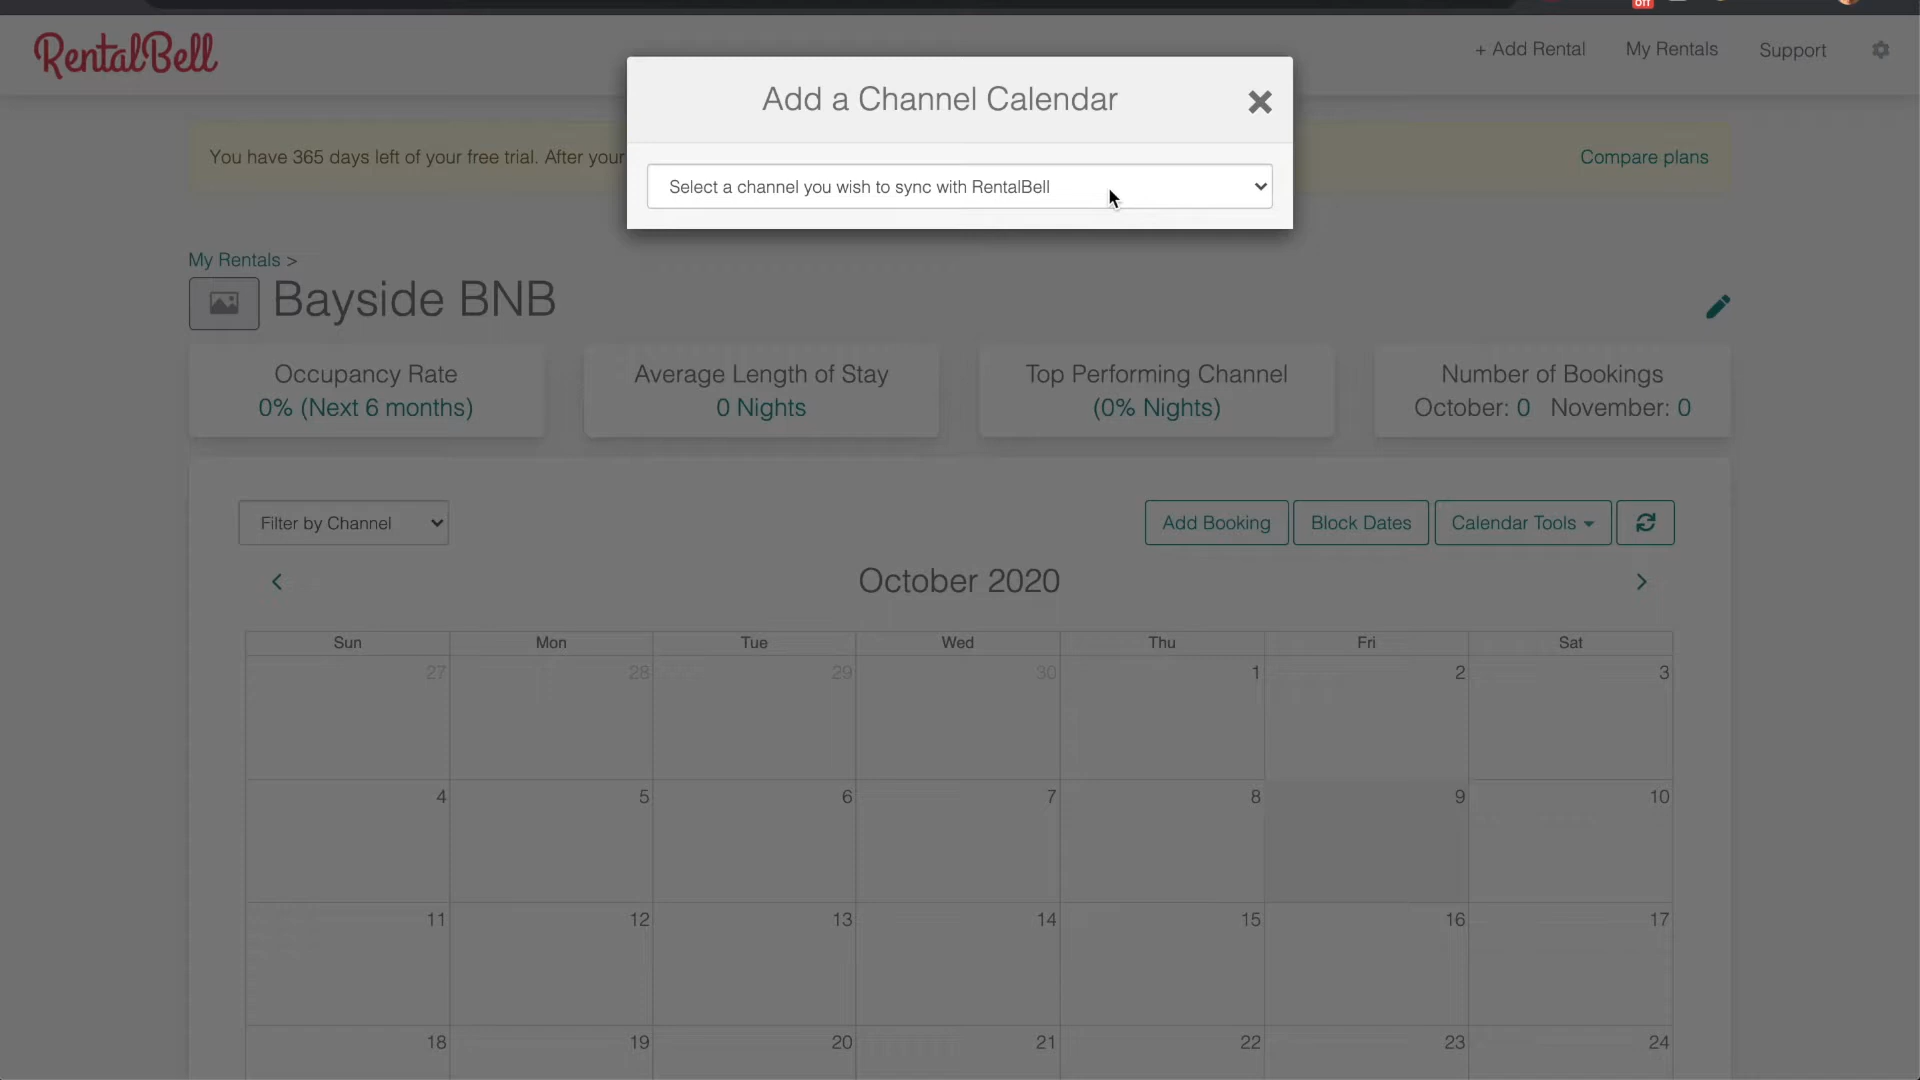 off
RentalBell
+ Add Rental
My Rentals
Support
Add a Channel Calendar
You have 365 days left of your free trial. After your
Compare plans
Select a channel you wish to sync with RentalBell
My Rentals >
Bayside BNB
Occupancy Rate
0% (Next 6 months)
Average Length of Stay
0 Nights
Top Performing Channel
(0% Nights)
Number of Bookings
October: 0 November: 0
Filter by Channel
Add Booking
Block Dates
Calendar Tools
October 2020
Sun Mon Tue Wed Thu Fri Sat
27 28 29 30 1 2 3
4 5 6 7 8 9 10
11 12 13 14 15 16 17
18 19 20 21 22 23 24